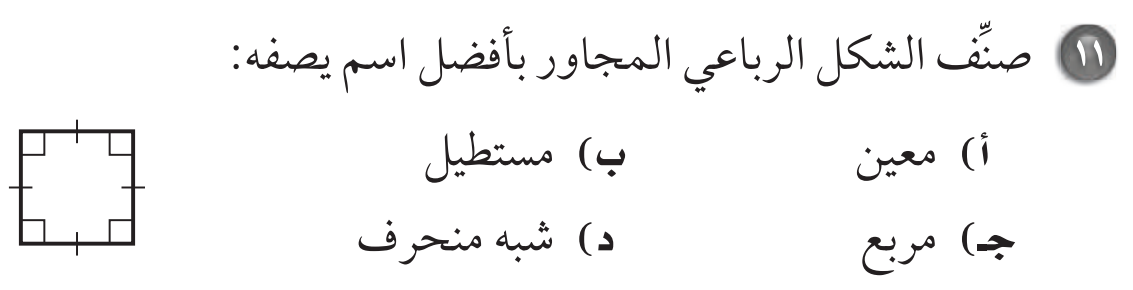 ١١ صنِّف الشكل الرباعي المجاور بأفضل اسم يصفه:
أ) معين ب) مستطيل
جـ) مربع د) شبه منحرف